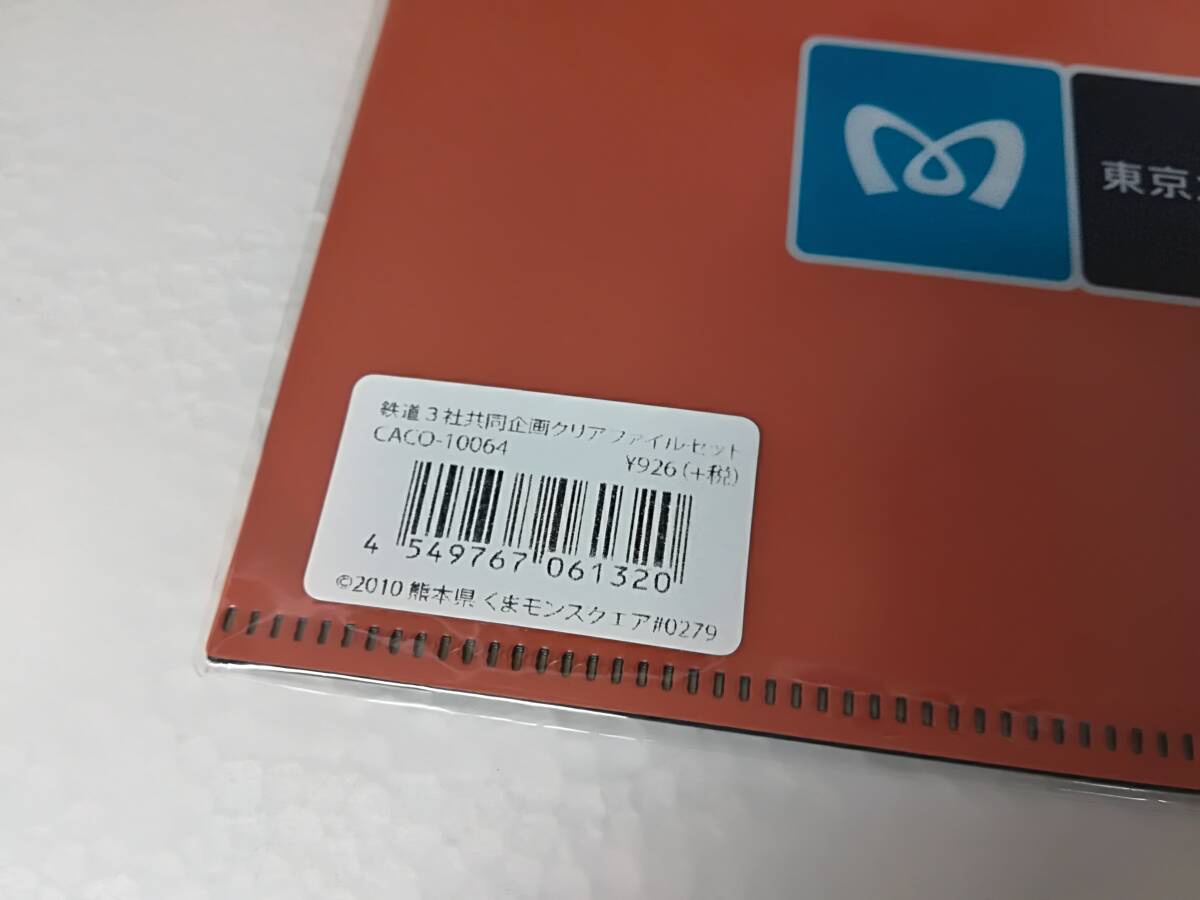 東京
鉄道3社共同企画クリアファイルセット
CACO-10064
¥926(+税)
4 549767 061320
©2010 熊本県 くまモンスクエア#0279